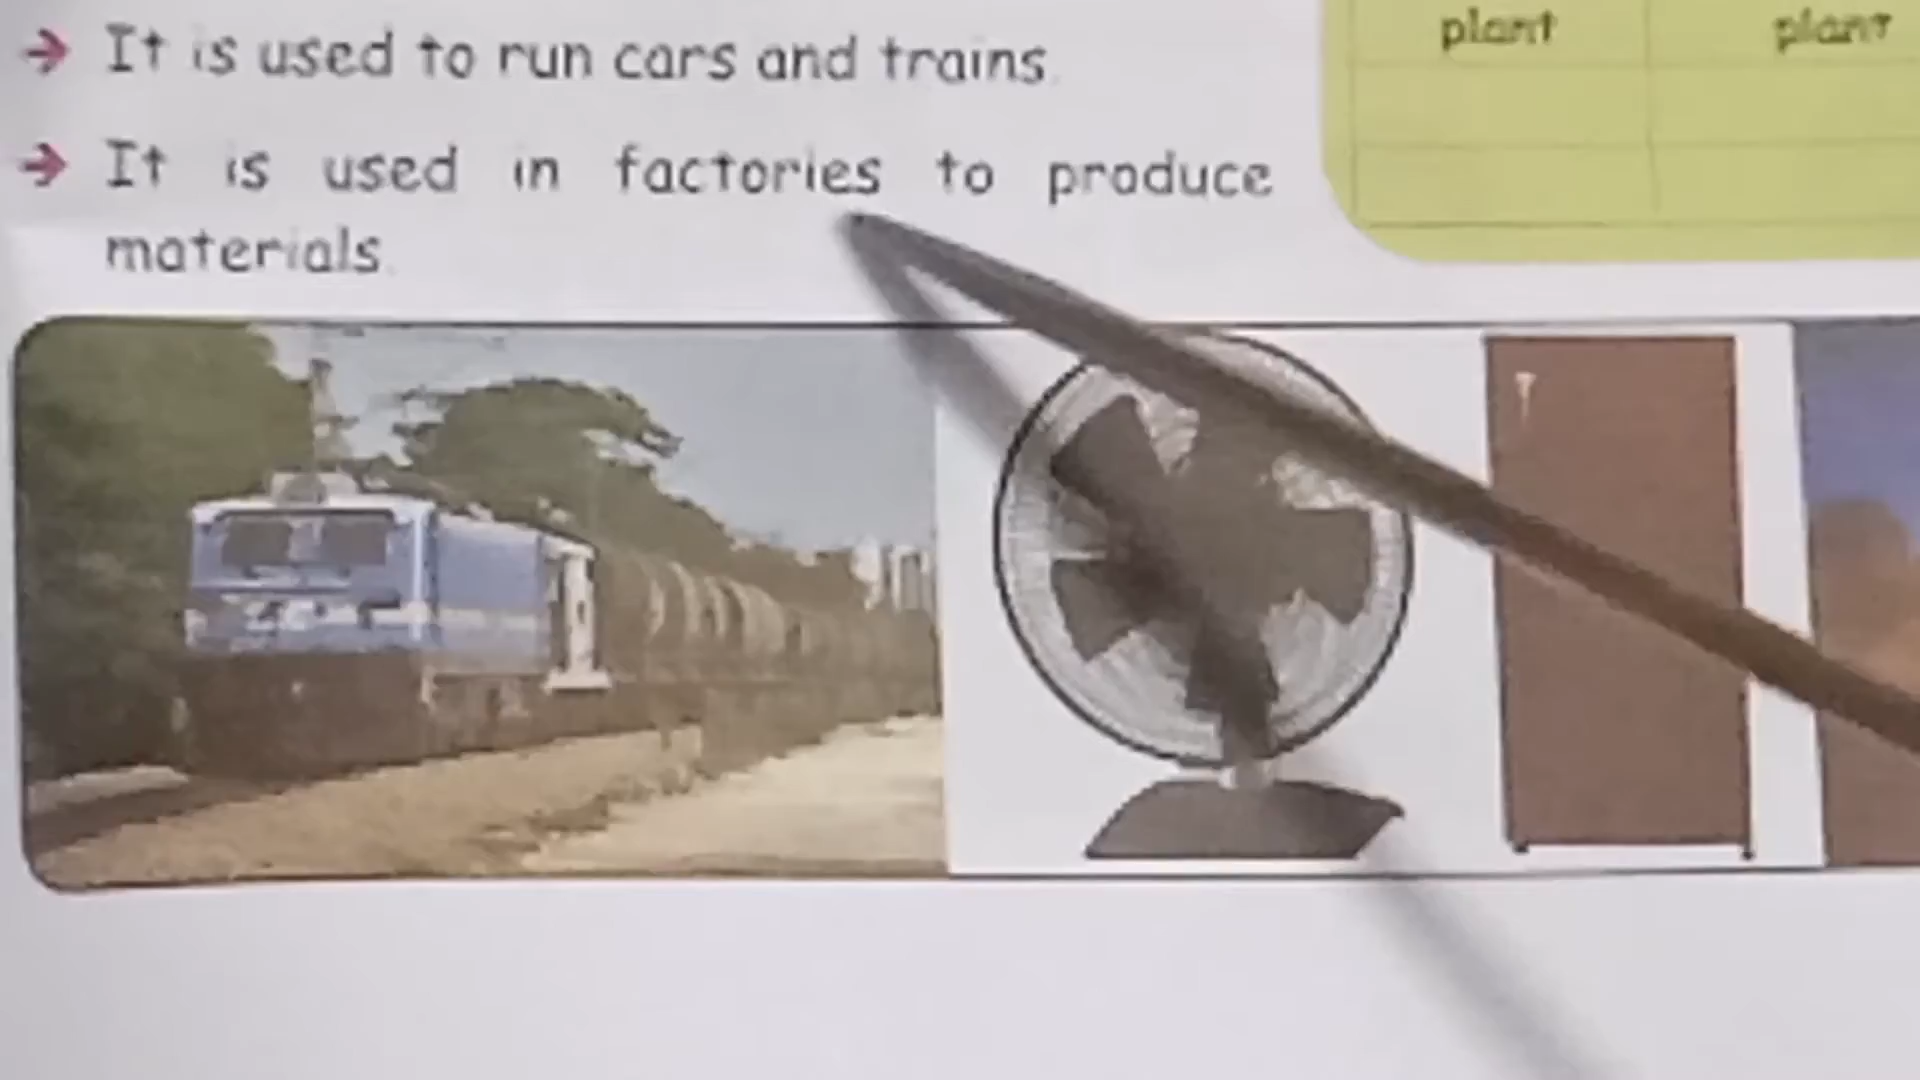 → It is used to run cars and trains.
→ It is used in factories to produce
materials.
plant plant